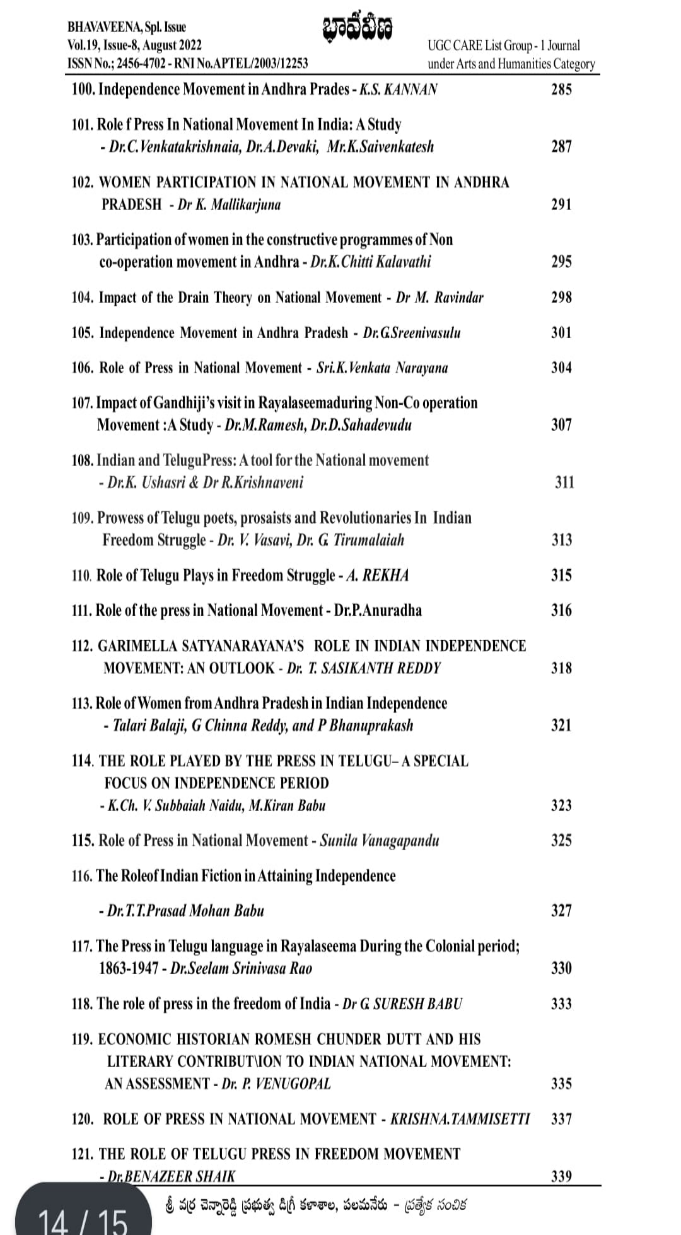 BHAVAVEENA, Spl. Issue
Vol.19, Issue-8, August 2022
ISSN No.; 2456-4702 - RNI No.APTEL/2003/12253
భావవీణ
UGC CARE List Group - I Journal
under Arts and Humanities Category
100. Independence Movement in Andhra Prades - K.S. KANNAN 285
101. Role f Press In National Movement In India: A Study
- Dr.C.Venkatakrishnaia, Dr.A.Devaki, Mr.K.Saivenkatesh 287
102. WOMEN PARTICIPATION IN NATIONAL MOVEMENT IN ANDHRA
PRADESH - Dr K. Mallikarjuna 291
103. Participation of women in the constructive programmes of Non
co-operation movement in Andhra - Dr.K.Chitti Kalavathi 295
104. Impact of the Drain Theory on National Movement - Dr M. Ravindar 298
105. Independence Movement in Andhra Pradesh - Dr.G.Sreenivasulu 301
106. Role of Press in National Movement - Sri.K.Venkata Narayana 304
107. Impact of Gandhiji's visit in Rayalaseemaduring Non-Co operation
Movement :A Study - Dr.M.Ramesh, Dr.D.Sahadevudu 307
108. Indian and TeluguPress: A tool for the National movement
- Dr.K. Ushasri & Dr R.Krishnaveni 311
109. Prowess of Telugu poets, prosaists and Revolutionaries In Indian
Freedom Struggle - Dr. V. Vasavi, Dr. G. Tirumalaiah 313
110. Role of Telugu Plays in Freedom Struggle - A. REKHA 315
111. Role of the press in National Movement - Dr.P.Anuradha 316
112. GARIMELLA SATYANARAYANA'S ROLE IN INDIAN INDEPENDENCE
MOVEMENT: AN OUTLOOK - Dr. T. SASIKANTH REDDY 318
113. Role of Women from Andhra Pradesh in Indian Independence
- Talari Balaji, G Chinna Reddy, and P Bhanuprakash 321
114. THE ROLE PLAYED BY THE PRESS IN TELUGU– A SPECIAL
FOCUS ON INDEPENDENCE PERIOD
- K.Ch. V. Subbaiah Naidu, M.Kiran Babu 323
115. Role of Press in National Movement - Sunila Vanagapandu 325
116. The Roleof Indian Fiction in Attaining Independence
- Dr.T.T.Prasad Mohan Babu 327
117. The Press in Telugu language in Rayalaseema During the Colonial period;
1863-1947 - Dr.Seelam Srinivasa Rao 330
118. The role of press in the freedom of India - Dr G. SURESH BABU 333
119. ECONOMIC HISTORIAN ROMESH CHUNDER DUTT AND HIS
LITERARY CONTRIBUT\ION TO INDIAN NATIONAL MOVEMENT:
AN ASSESSMENT - Dr. P. VENUGOPAL 335
120. ROLE OF PRESS IN NATIONAL MOVEMENT - KRISHNA.TAMMISETTI 337
121. THE ROLE OF TELUGU PRESS IN FREEDOM MOVEMENT
- Dr.BENAZEER SHAIK 339
14 / 15
శ్రీ వర్ర చెన్నారెడ్డి ప్రభుత్వ డిగ్రీ కళాశాల, పలమనేరు – ప్రత్యేక సంచిక